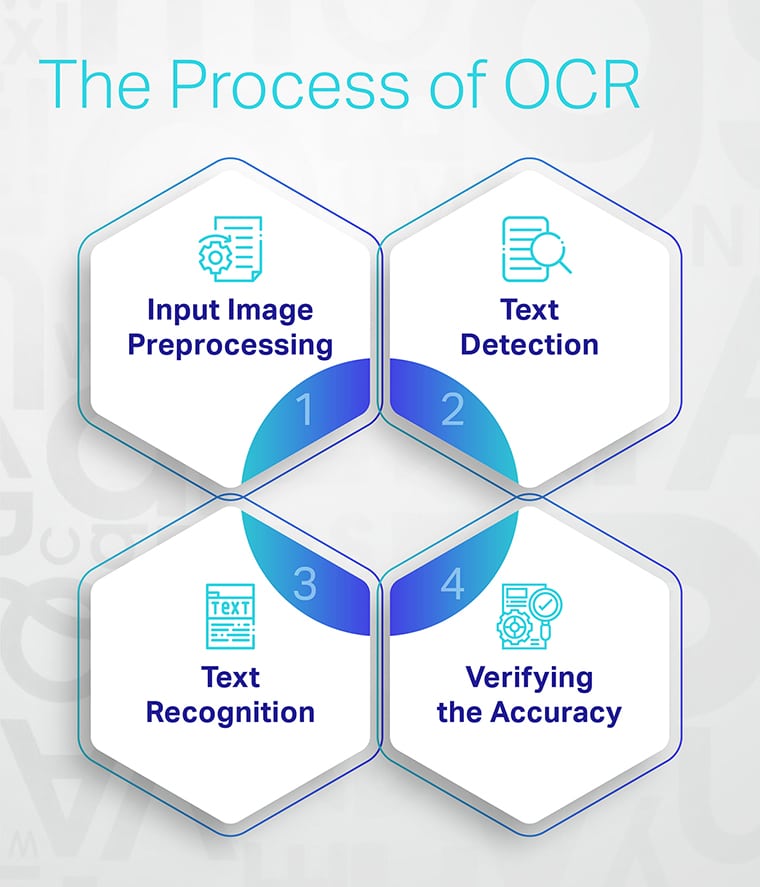 The Process of OCR
Input Image
Preprocessing
1
Text
Detection
2
3
TEXT
Text
Recognition
4
Verifying
the Accuracy